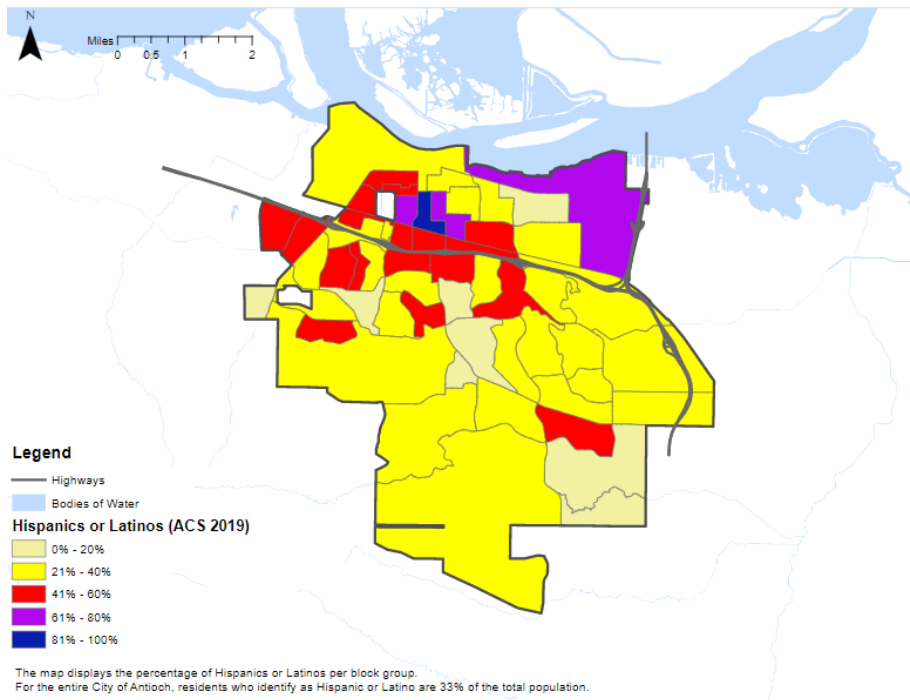 N
Miles
0 0.5 1 2
Legend
Highways
Bodies of Water
Hispanics or Latinos (ACS 2019)
0% - 20%
21% - 40%
41% - 60%
61% - 80%
81% - 100%
The map displays the percentage of Hispanics or Latinos per block group.
For the entire City of Antioch, residents who identify as Hispanic or Latino are 33% of the total population.